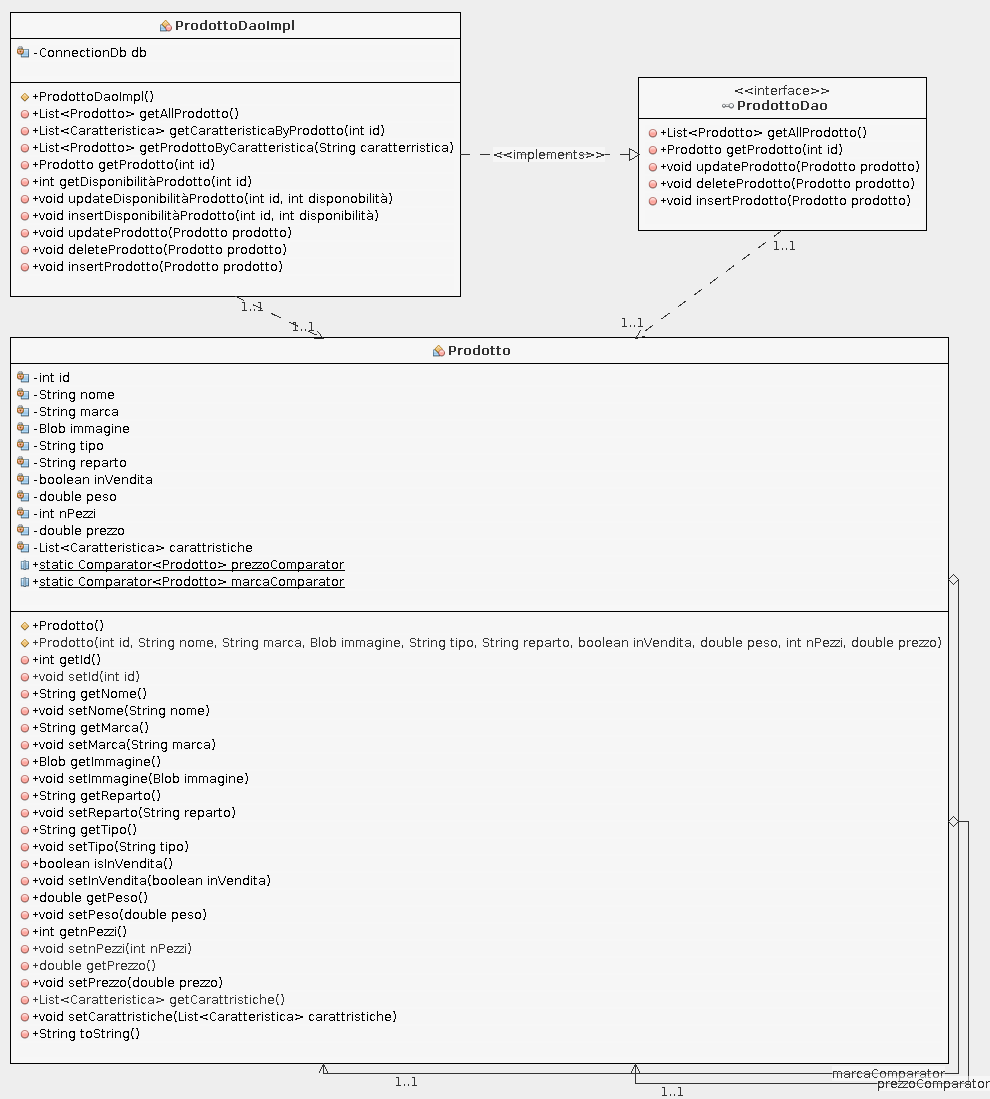 ProdottoDaoImpl
-ConnectionDb db
+ProdottoDaoImpl()
+List<Prodotto> getAllProdotto()
+List<Caratteristica> getCaratteristicaByProdotto(int id)
+List<Prodotto> getProdottoByCaratteristica(String caratterristica)
+Prodotto getProdotto(int id)
+int getDisponibilitàProdotto(int id)
+void updateDisponibilitàProdotto(int id, int disponobilità)
+void insertDisponibilitàProdotto(int id, int disponibilità)
+void updateProdotto(Prodotto prodotto)
+void deleteProdotto(Prodotto prodotto)
+void insertProdotto(Prodotto prodotto)
<<implements>>
<<interface>>
ProdottoDao
+List<Prodotto> getAllProdotto()
+Prodotto getProdotto(int id)
+void updateProdotto(Prodotto prodotto)
+void deleteProdotto(Prodotto prodotto)
+void insertProdotto(Prodotto prodotto)
1..1
1..1
1..1
1..1
Prodotto
-int id
-String nome
-String marca
-Blob immagine
-String tipo
-String reparto
-boolean inVendita
-double peso
-int nPezzi
-double prezzo
-List<Caratteristica> carattristiche
+static Comparator<Prodotto> prezzoComparator
+static Comparator<Prodotto> marcaComparator
+Prodotto()
+Prodotto(int id, String nome, String marca, Blob immagine, String tipo, String reparto, boolean inVendita, double peso, int nPezzi, double prezzo)
+int getId()
+void setId(int id)
+String getNome()
+void setNome(String nome)
+String getMarca()
+void setMarca(String marca)
+Blob getImmagine()
+void setImmagine(Blob immagine)
+String getReparto()
+void setReparto(String reparto)
+String getTipo()
+void setTipo(String tipo)
+boolean isInVendita()
+void setInVendita(boolean inVendita)
+double getPeso()
+void setPeso(double peso)
+int getnPezzi()
+void setnPezzi(int nPezzi)
+double getPrezzo()
+void setPrezzo(double prezzo)
+List<Caratteristica> getCarattristiche()
+void setCarattristiche(List<Caratteristica> carattristiche)
+String toString()
marcaComparator
1..1
prezzoComparator
1..1